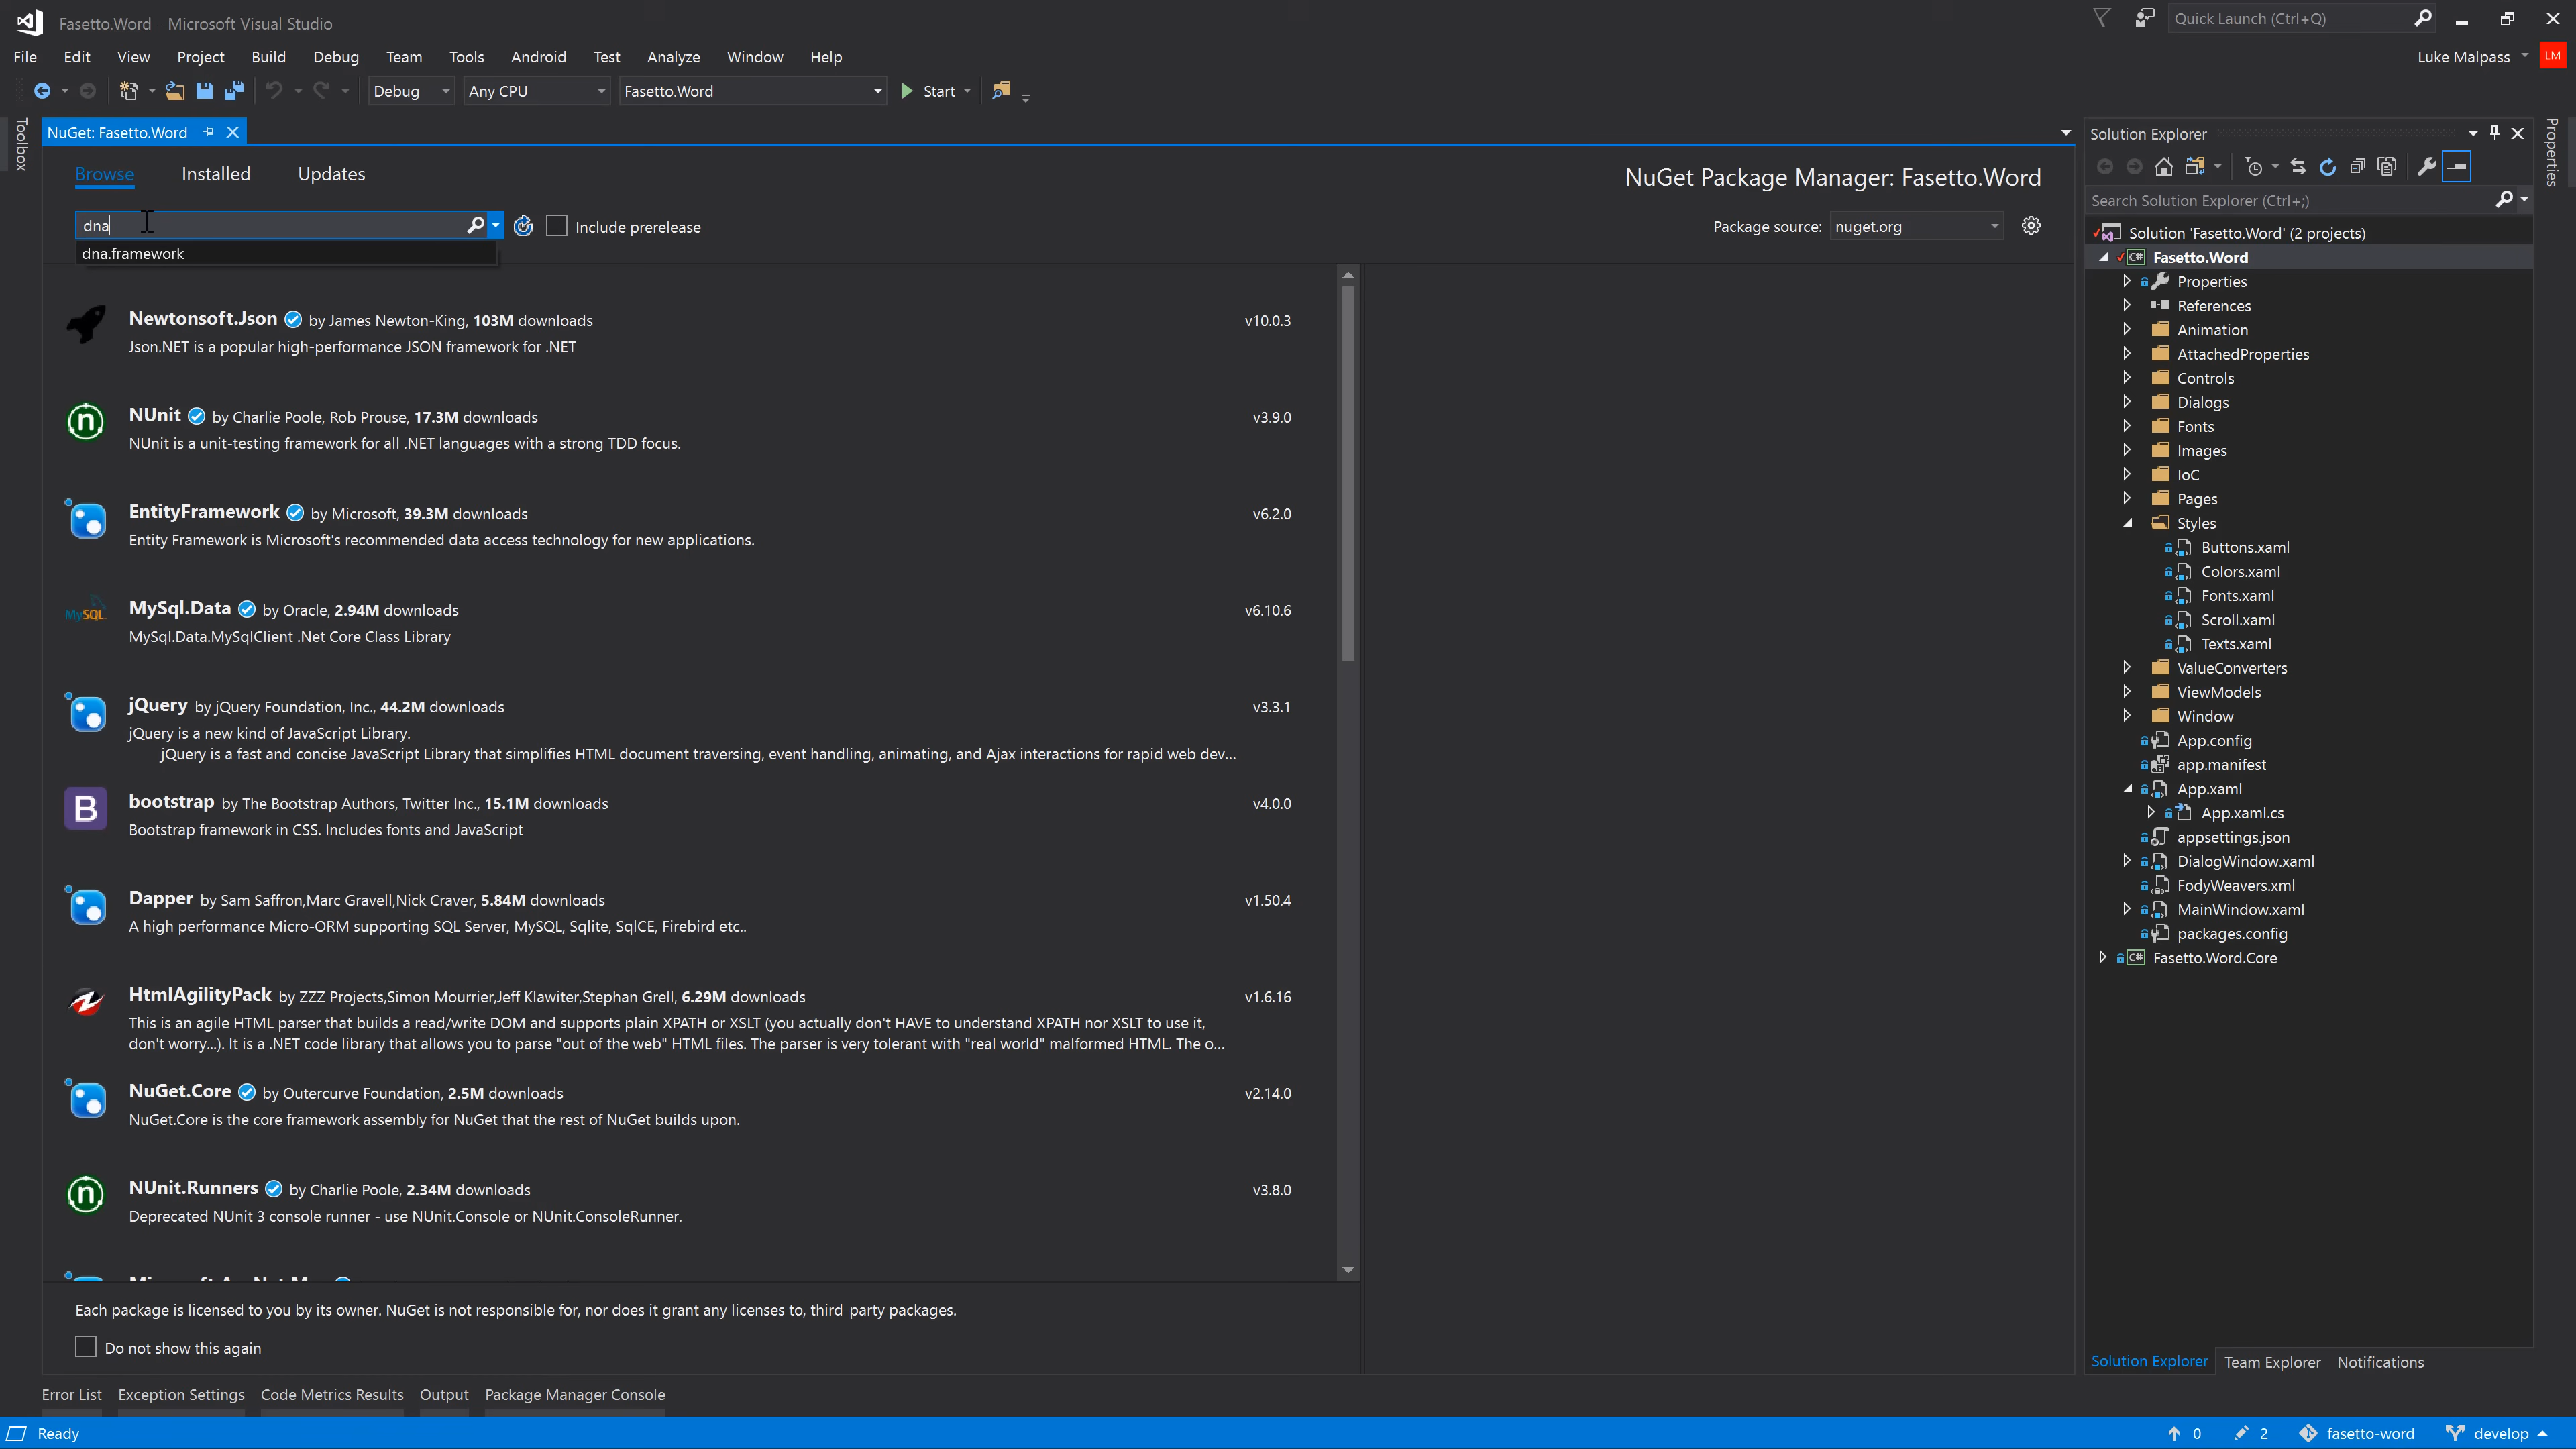 Fasetto.Word - Microsoft Visual Studio
Quick Launch (Ctrl+Q)
File Edit View Project Build Debug Team Tools Android Test Analyze Window Help
Luke Malpass LM
Debug Any CPU Fasetto.Word Start
Toolbox
NuGet: Fasetto.Word
Browse Installed Updates
NuGet Package Manager: Fasetto.Word
dna
Include prerelease
Package source: nuget.org
dna.framework
Newtonsoft.Json by James Newton-King, 103M downloads v10.0.3
Json.NET is a popular high-performance JSON framework for .NET
NUnit by Charlie Poole, Rob Prouse, 17.3M downloads v3.9.0
NUnit is a unit-testing framework for all .NET languages with a strong TDD focus.
EntityFramework by Microsoft, 39.3M downloads v6.2.0
Entity Framework is Microsoft's recommended data access technology for new applications.
MySQL
MySql.Data by Oracle, 2.94M downloads v6.10.6
MySql.Data.MySqlClient .Net Core Class Library
jQuery by jQuery Foundation, Inc., 44.2M downloads v3.3.1
jQuery is a new kind of JavaScript Library.
jQuery is a fast and concise JavaScript Library that simplifies HTML document traversing, event handling, animating, and Ajax interactions for rapid web dev...
B
bootstrap by The Bootstrap Authors, Twitter Inc., 15.1M downloads v4.0.0
Bootstrap framework in CSS. Includes fonts and JavaScript
Dapper by Sam Saffron,Marc Gravell,Nick Craver, 5.84M downloads v1.50.4
A high performance Micro-ORM supporting SQL Server, MySQL, Sqlite, SqlCE, Firebird etc..
HtmlAgilityPack by ZZZ Projects,Simon Mourrier,Jeff Klawiter,Stephan Grell, 6.29M downloads v1.6.16
This is an agile HTML parser that builds a read/write DOM and supports plain XPATH or XSLT (you actually don't HAVE to understand XPATH nor XSLT to use it,
don't worry...). It is a .NET code library that allows you to parse "out of the web" HTML files. The parser is very tolerant with "real world" malformed HTML. The o...
NuGet.Core by Outercurve Foundation, 2.5M downloads v2.14.0
NuGet.Core is the core framework assembly for NuGet that the rest of NuGet builds upon.
NUnit.Runners by Charlie Poole, 2.34M downloads v3.8.0
Deprecated NUnit 3 console runner - use NUnit.Console or NUnit.ConsoleRunner.
Each package is licensed to you by its owner. NuGet is not responsible for, nor does it grant any licenses to, third-party packages.
Do not show this again
Solution Explorer
Search Solution Explorer (Ctrl+;)
Solution 'Fasetto.Word' (2 projects)
C# Fasetto.Word
Properties
References
Animation
AttachedProperties
Controls
Dialogs
Fonts
Images
IoC
Pages
Styles
Buttons.xaml
Colors.xaml
Fonts.xaml
Scroll.xaml
Texts.xaml
ValueConverters
ViewModels
Window
App.config
app.manifest
App.xaml
App.xaml.cs
appsettings.json
DialogWindow.xaml
FodyWeavers.xml
MainWindow.xaml
packages.config
C# Fasetto.Word.Core
Solution Explorer Team Explorer Notifications
Properties
Error List Exception Settings Code Metrics Results Output Package Manager Console
Ready
0 2 fasetto-word develop